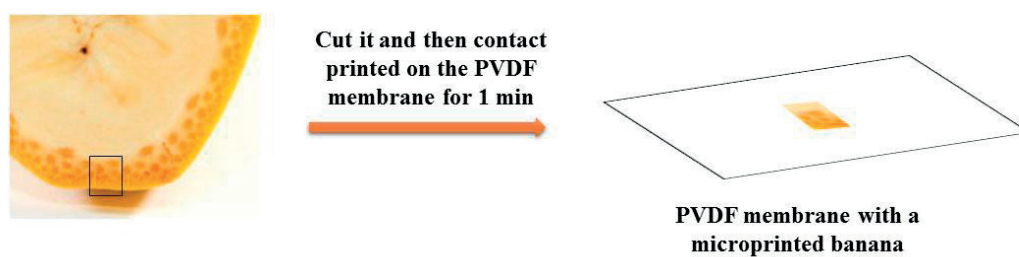 Cut it and then contact
printed on the PVDF
membrane for 1 min
PVDF membrane with a
microprinted banana